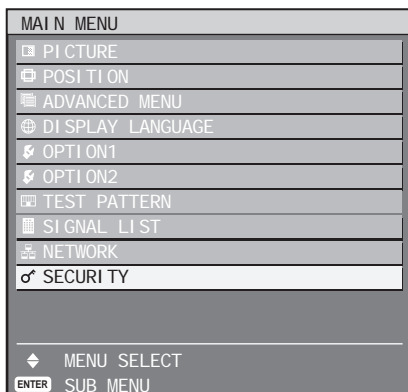 MAIN MENU
PICTURE
POSITION
ADVANCED MENU
DISPLAY LANGUAGE
OPTION1
OPTION2
TEST PATTERN
SIGNAL LIST
NETWORK
SECURITY
MENU SELECT
ENTER SUB MENU